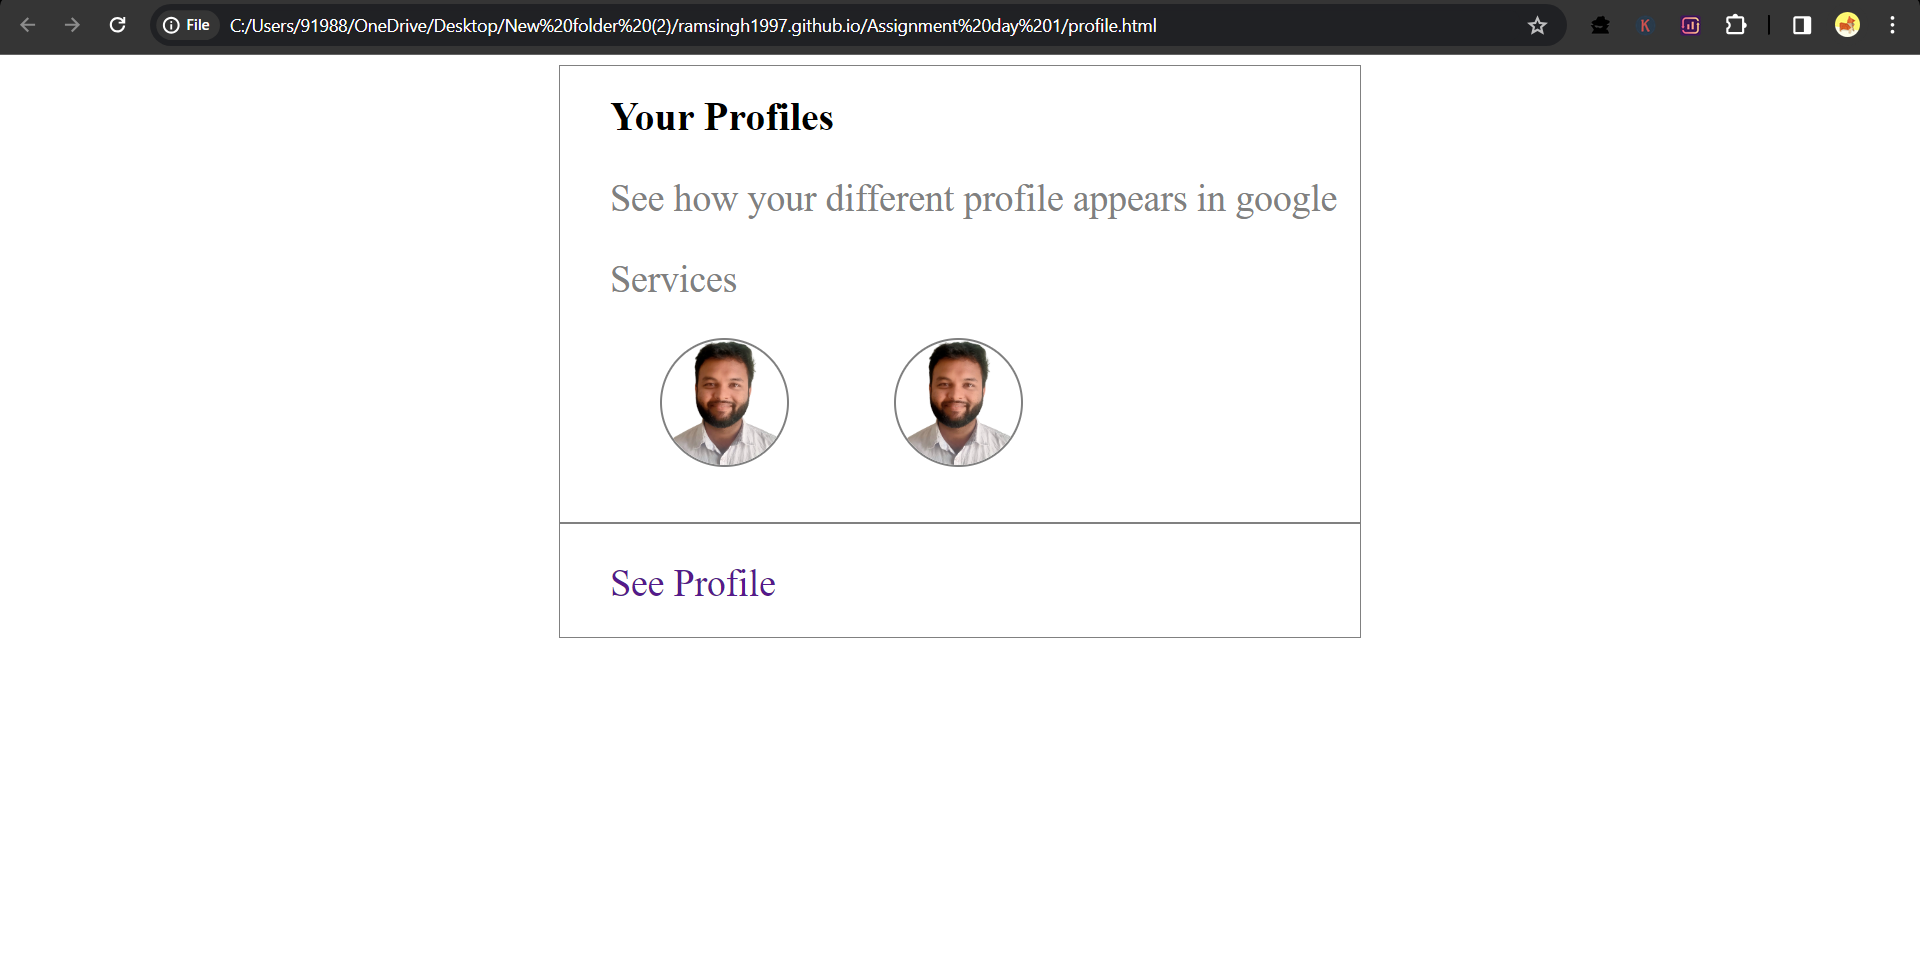 File C:/Users/91988/OneDrive/Desktop/New%20folder%20(2)/ramsingh1997.github.io/Assignment%20day%201/profile.html
K
Your Profiles
See how your different profile appears in google
Services
See Profile